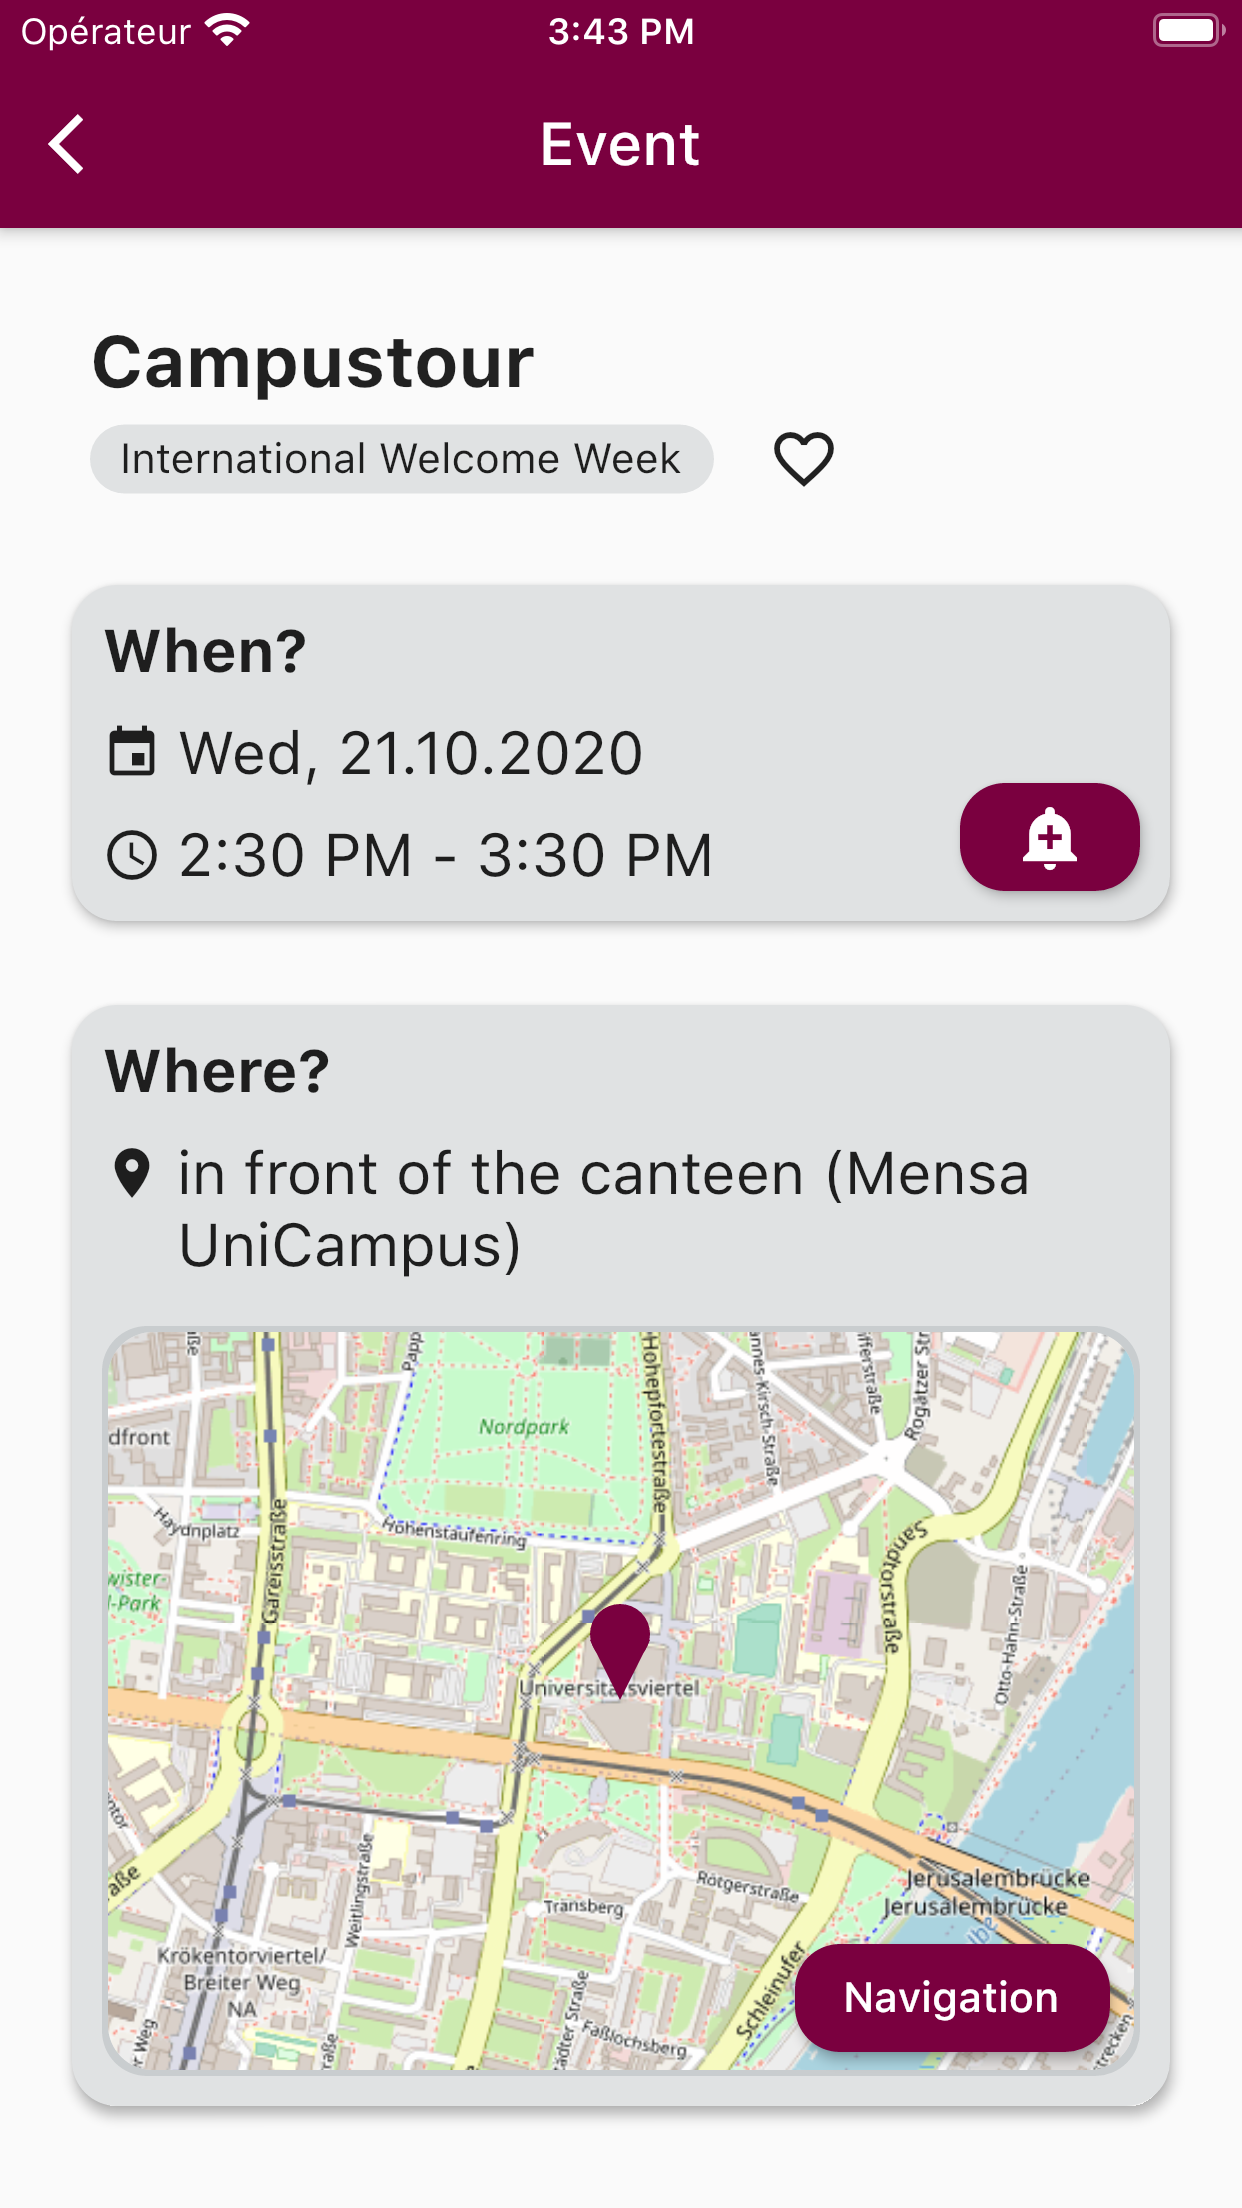 Opérateur
3:43 PM
Event
Campustour
International Welcome Week
When?
Wed, 21.10.2020
2:30 PM - 3:30 PM
Where?
in front of the canteen (Mensa
UniCampus)
Nordpark
Hohepfortestraße
dfront
Haydnplatz
Hohenstaufenring
Gareisstraße
Sandtorstraße
Otto-Hahn-Straße
Universitätsviertel
Weitlingstraße
Rötgerstraße
Jerusalembrücke
Jerusalembrücke
Transberg
Krökentorviertel/
Breiter Weg
NA
Schleinufer
Faßlochsberg
Navigation